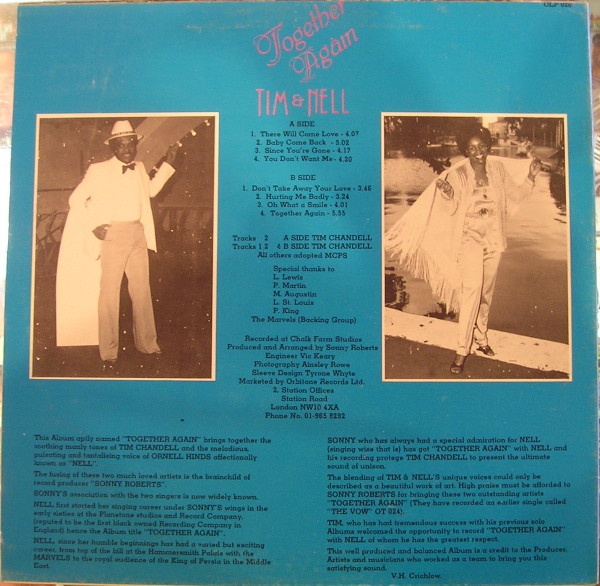 OLP 020
Together
Again
TIM & NELL
A SIDE
1. There Will Come Love - 4.07
2. Baby Come Back - 5.02
3. Since You're Gone - 4.17
4. You Don't Want Me - 4.20
B SIDE
1. Don't Take Away Your Love - 3.46
2. Hurting Me Badly - 3.24
3. Oh What a Smile - 4.01
4. Together Again - 5.55
Tracks 2 A SIDE TIM CHANDELL
Tracks 1 2 4 B SIDE TIM CHANDELL
All others adopted MCPS
Special thanks to
L. Lewis
P. Martin
M. Augustin
L. St. Louis
P. King
The Marvels (Backing Group)
Recorded at Chalk Farm Studios
Produced and Arranged by Sonny Roberts
Engineer Vic Keary
Photography Ainsley Rowe
Sleeve Design Tyrone Whyte
Marketed by Orbitone Records Ltd.
2. Station Offices
Station Road
London NW10 4XA
Phone No. 01-965 8292
This Album aptly named "TOGETHER AGAIN" brings together the
soothing manly tones of TIM CHANDELL and the melodious,
pulsating and tantalising voice of ORNELL HINDS affectionally
known as "NELL".
The fusing of these two much loved artists is the brainchild of
record producer "SONNY ROBERTS".
SONNY'S association with the two singers is now widely known.
NELL first started her singing career under SONNY'S wings in the
early sixties at the Planetone studios and Record Company,
(reputed to be the first black owned Recording Company in
England) hence the Album title "TOGETHER AGAIN".
NELL, since her humble beginnings has had a varied but exciting
career, from top of the bill at the Hammersmith Palais with the
MARVELS to the royal audience of the King of Persia in the Middle
East.
SONNY who has always had a special admiration for NELL
(singing wise that is) has got "TOGETHER AGAIN" with NELL and
his recording protege TIM CHANDELL to present the ultimate
sound of unison.
The blending of TIM & NELL'S unique voices could only be
described as a beautiful work of art. High praise must be afforded to
SONNY ROBERTS for bringing these two outstanding artists
"TOGETHER AGAIN" (They have recorded an earlier single called
"THE VOW" OT 024).
TIM, who has had tremendous success with his previous solo
Albums welcomed the opportunity to record "TOGETHER AGAIN"
with NELL of whom he has the greatest respect.
This well produced and balanced Album is a credit to the Producer.
Artists and musicians who worked as a team to bring you this
satisfying sound.
V.H. Crichlow.